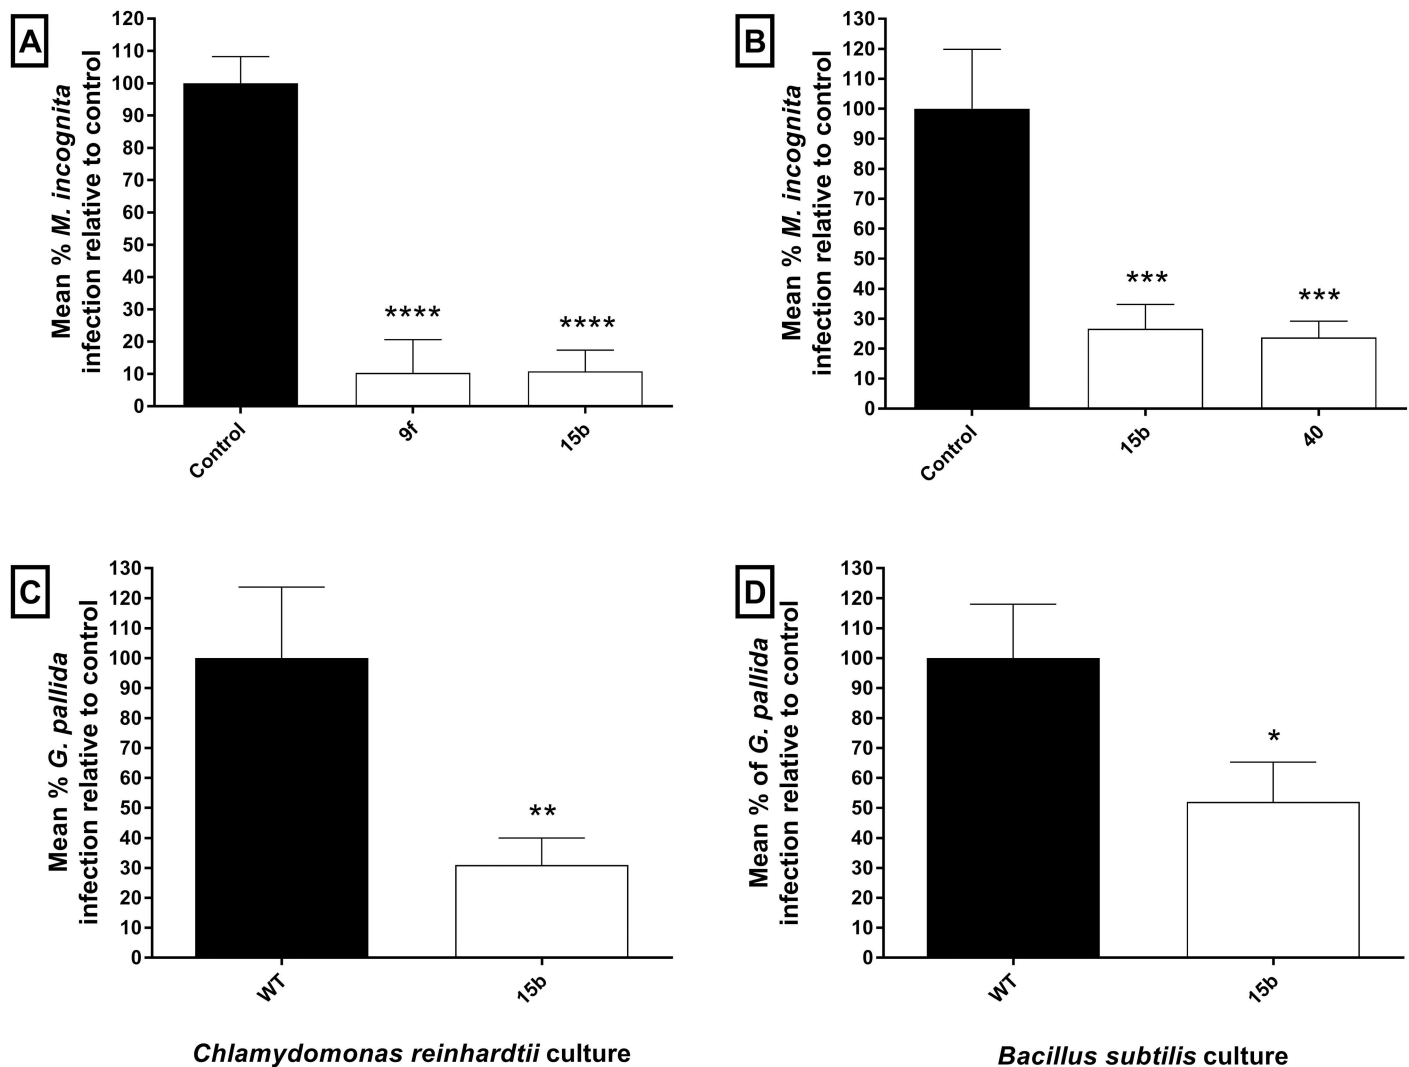 A
Mean % M. incognita
infection relative to control
120
110
100
90
80
70
60
50
40
30
20
10
0
****
****
Control
9f
15b
B
Mean % M. incognita
infection relative to control
130
120
110
100
90
80
70
60
50
40
30
20
10
0
***
***
Control
15b
40
C
Mean % G. pallida
infection relative to control
130
120
110
100
90
80
70
60
50
40
30
20
10
0
**
WT
15b
Chlamydomonas reinhardtii culture
D
Mean % of G. pallida
infection relative to control
130
120
110
100
90
80
70
60
50
40
30
20
10
0
*
WT
15b
Bacillus subtilis culture